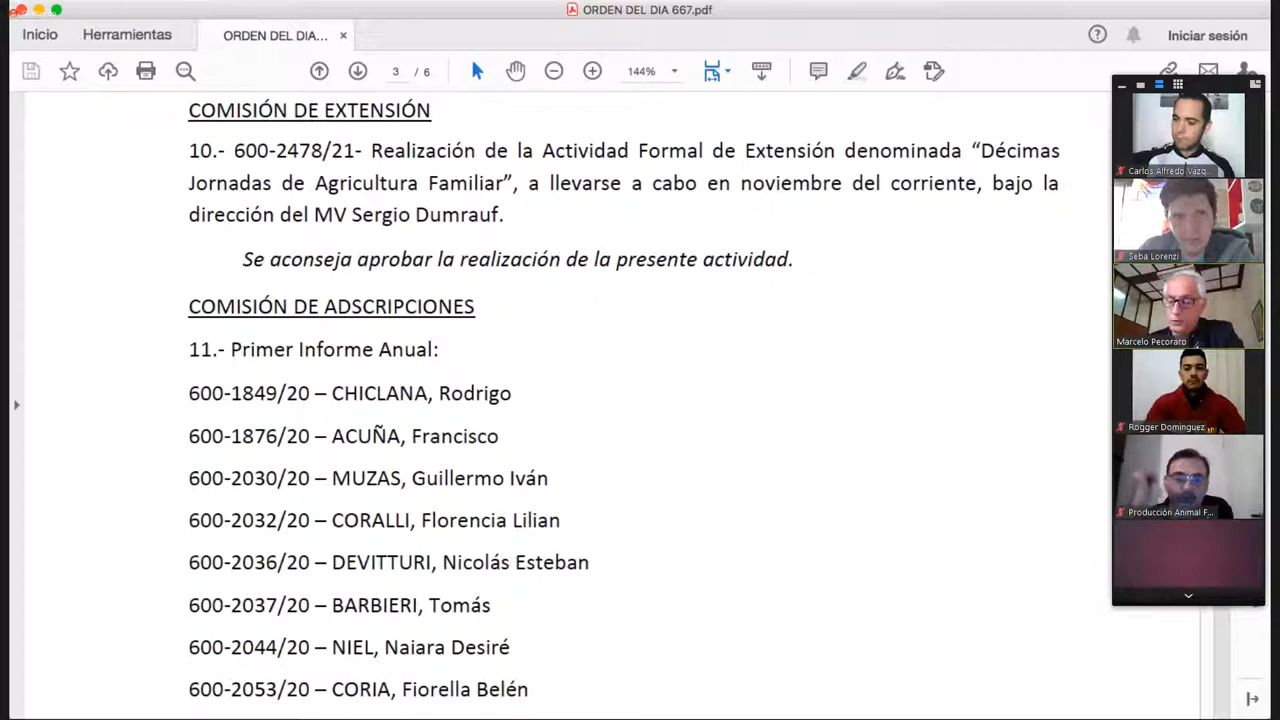 ORDEN DEL DIA 667.pdf
Inicio
Herramientas
ORDEN DEL DIA... ×
Iniciar sesión
3 / 6
144%
COMISIÓN DE EXTENSIÓN
10.- 600-2478/21- Realización de la Actividad Formal de Extensión denominada “Décimas
Jornadas de Agricultura Familiar”, a llevarse a cabo en noviembre del corriente, bajo la
dirección del MV Sergio Dumrauf.
Se aconseja aprobar la realización de la presente actividad.
COMISIÓN DE ADSCRIPCIONES
11.- Primer Informe Anual:
600-1849/20 – CHICLANA, Rodrigo
600-1876/20 – ACUÑA, Francisco
600-2030/20 – MUZAS, Guillermo Iván
600-2032/20 – CORALLI, Florencia Lilian
600-2036/20 – DEVITTURI, Nicolás Esteban
600-2037/20 – BARBIERI, Tomás
600-2044/20 – NIEL, Naiara Desiré
600-2053/20 – CORIA, Fiorella Belén
Carlos Alfredo Vázq...
Seba Lorenzi
Marcelo Pecoraro
Rogger Dominguez
Producción Animal F...